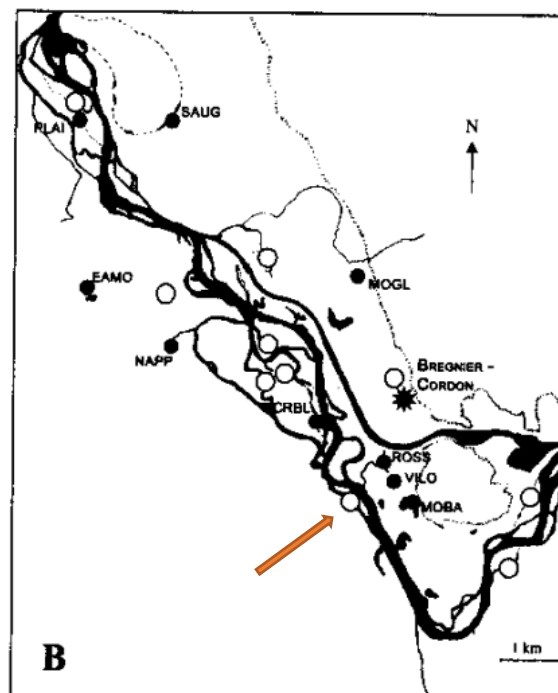 SAUG
PLAI
N
EAMO
MOGL
NAPP
BREGNIER -
CORDON
CRBL
ROSS
VILO
MOBA
B
1 km